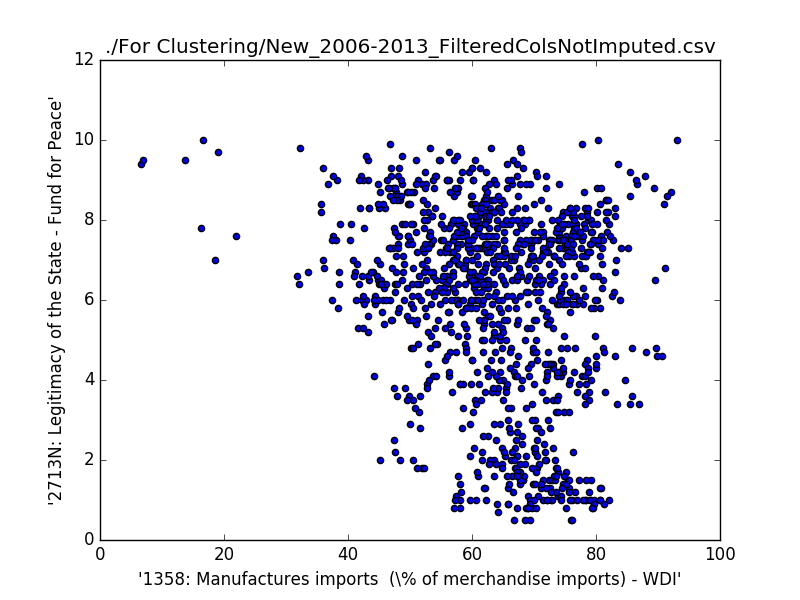 ./For Clustering/New_2006-2013_FilteredColsNotImputed.csv
12
10
8
6
4
2
0
'2713N: Legitimacy of the State - Fund for Peace'
0 20 40 60 80 100
'1358: Manufactures imports  (\% of merchandise imports) - WDI'